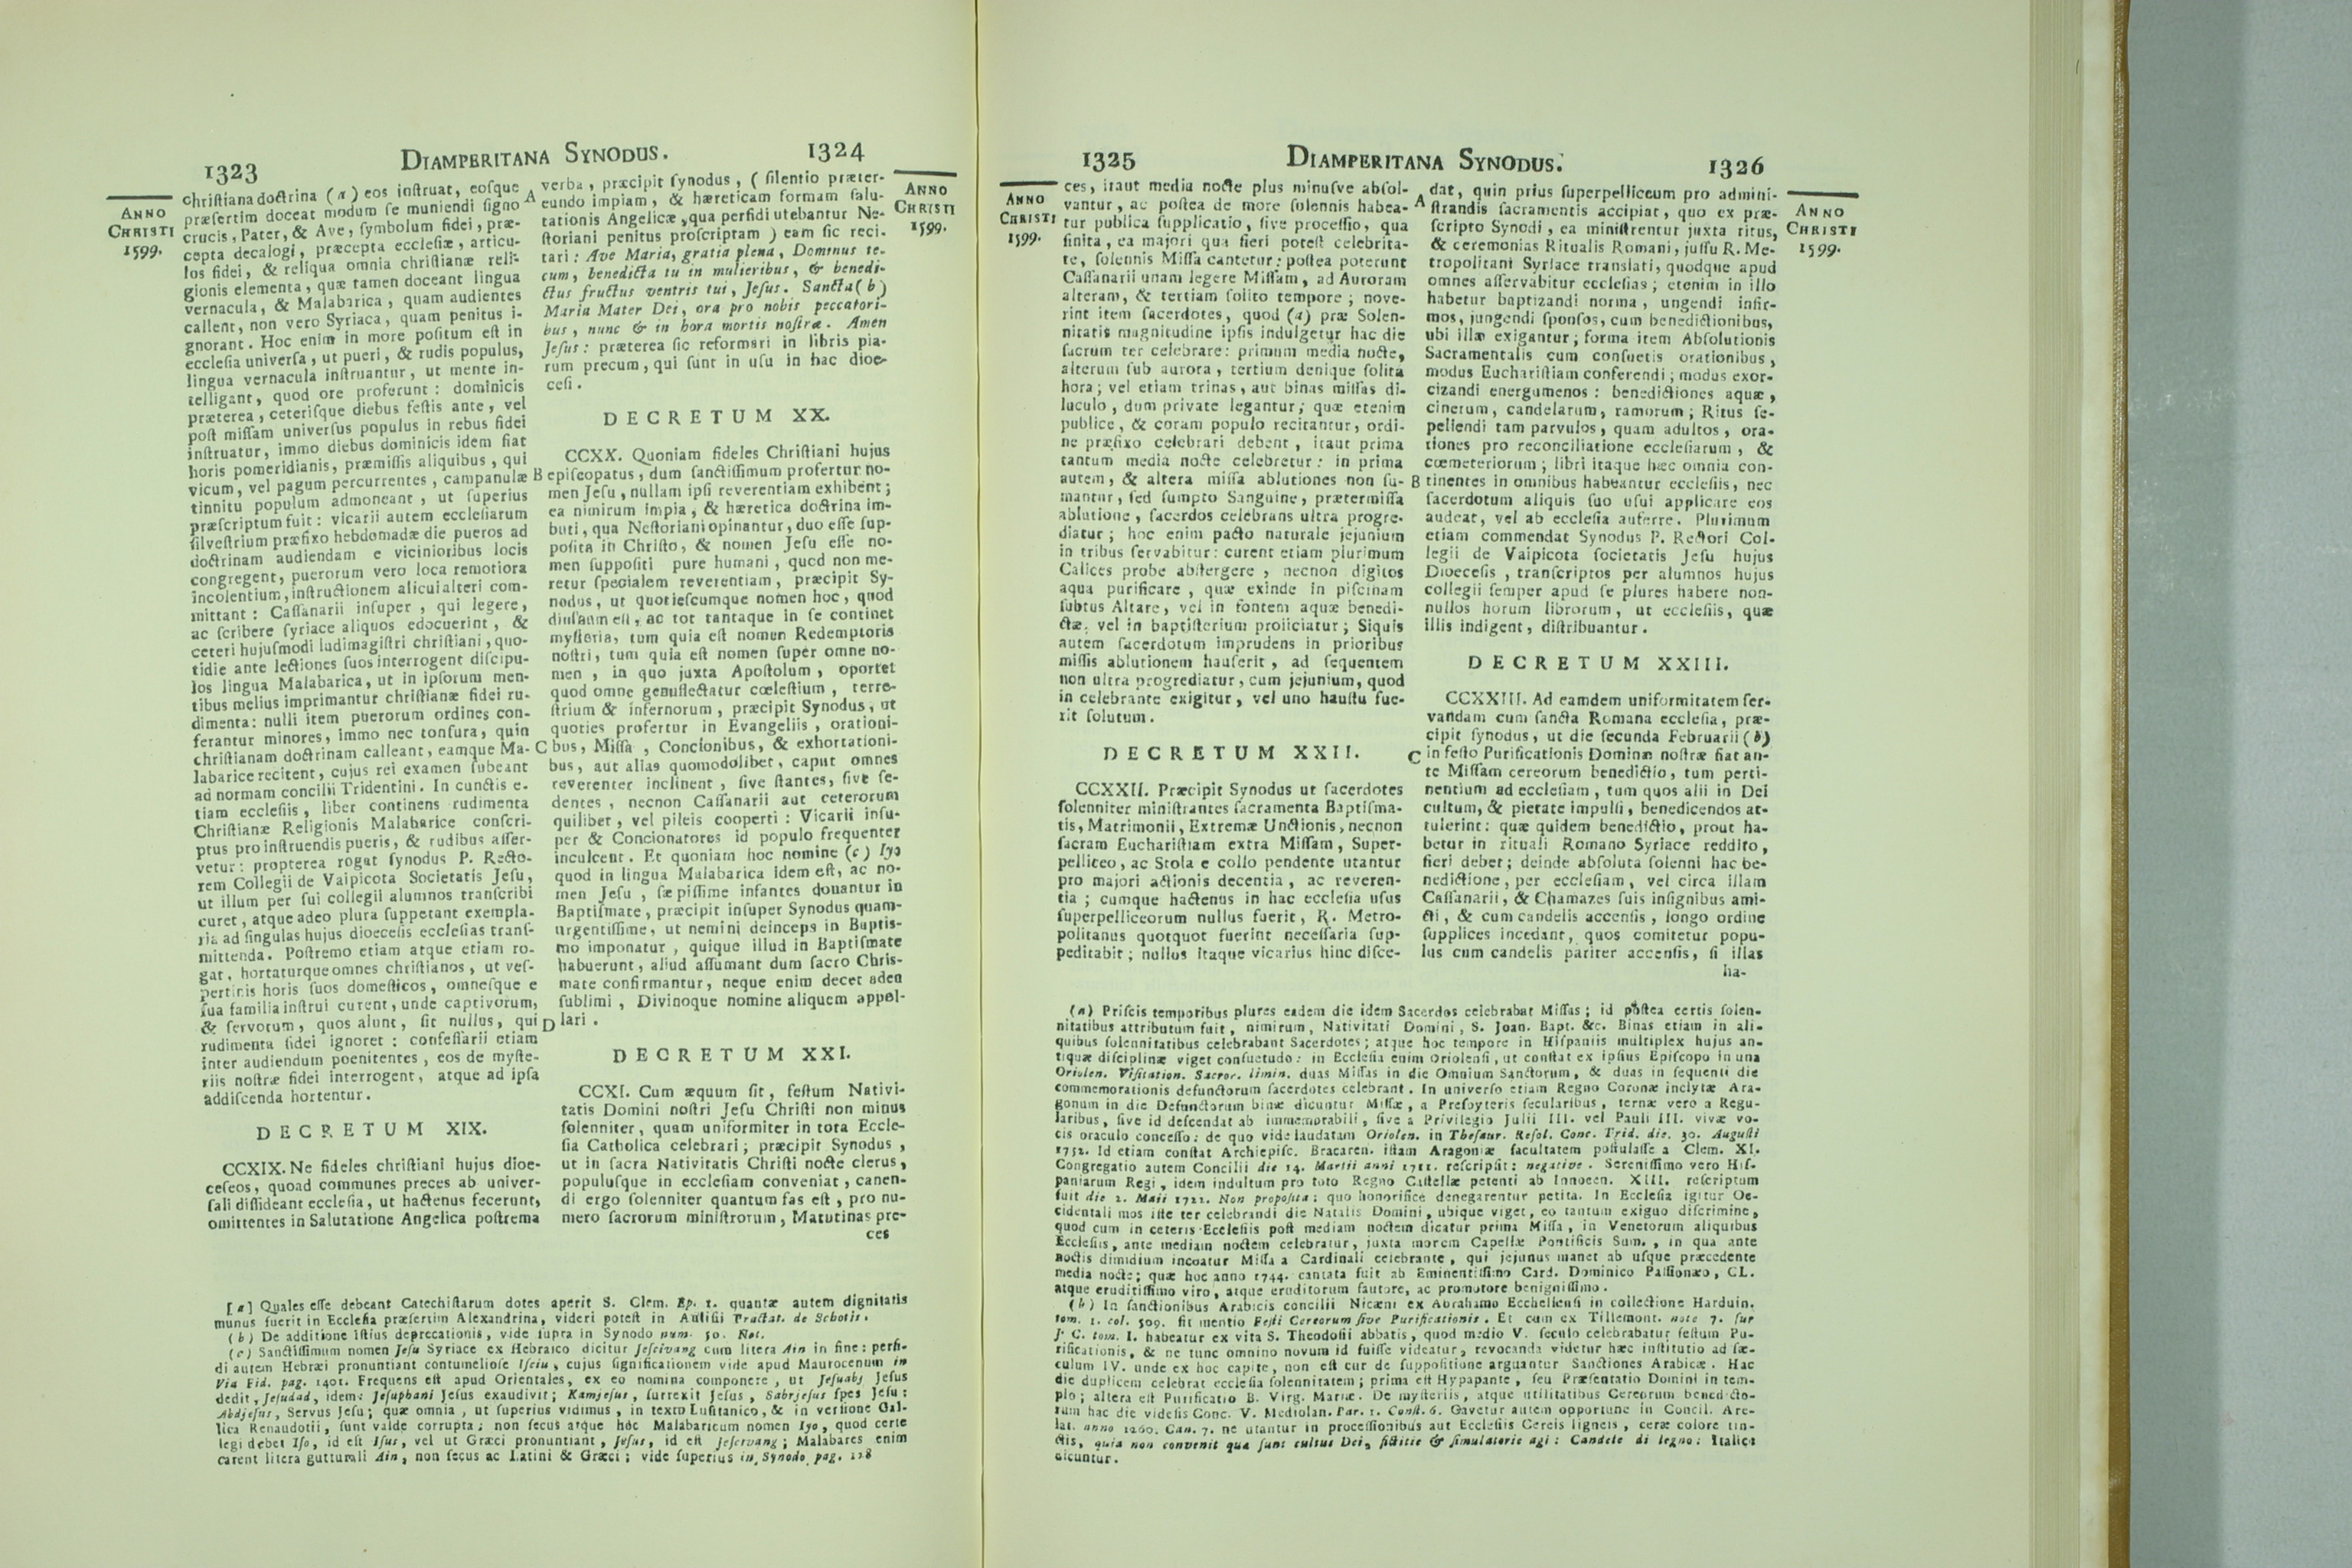 1323
DIAMPERITANA SYNODUS.
1324
ANNO
CHRISTI
1599.
christiana doctrina (a) eos instruat, eosque
præsertim doceat modum se muniendi signo
crucis, Pater, & Ave, symbolum fidei, præ-
cepta decalogi, præcepta ecclesiæ, articu-
los fidei, & reliqua omnia christianæ reli-
gionis elementa, quæ tamen doceant lingua
vernacula, & Malabarica, quam audientes
callent, non vero Syriaca, quam penitus i-
gnorant. Hoc enim in more positum est in
ecclesia universa, ut pueri, & rudis populus,
lingua vernacula instruantur, ut mente in-
telligant, quod ore proferunt: dominicis
præterea, ceterisque diebus festis ante, vel
post missam universus populus in rebus fidei
instruatur, immo diebus dominicis idem fiat
horis pomeridianis, præmissis aliquibus, qui
vicum, vel pagum percurrentes, campanulæ
tinnitu populum admoneant, ut superius
præscriptum fuit: vicarii autem ecclesiarum
silvestrium præfixo hebdomadæ die pueros ad
doctrinam audiendam e vicinioribus locis
congregent, puerorum vero loca remotiora
incolentium, instructionem alicui alteri com-
mittant: Cassanarii insuper, qui legere,
ac scribere syriace aliquos edocuerint, &
ceteri hujusmodi ludimagistri christiani, quo-
tidie ante lectiones suos interrogent discipu-
los lingua Malabarica, ut in ipsorum men-
tibus melius imprimantur christianæ fidei ru-
dimenta: nulli item puerorum ordines con-
ferantur minores, immo nec tonsura, quin
christianam doctrinam calleant, eamque Ma-
labarice recitent, cujus rei examen subeant
ad normam concilii Tridentini. In cunctis e-
tiam ecclesiis, liber continens rudimenta
Christianæ Religionis Malabarice conscri-
ptus pro instruendis pueris, & rudibus asser-
vetur: propterea rogat synodus P. Recto-
rem Collegii de Vaipicota Societatis Jesu,
ut illum per sui collegii alumnos transcribi
curet, atque adeo plura suppetant exempla-
ria ad singulas hujus dioecesis ecclesias trans-
mittenda. Postremo etiam atque etiam ro-
gat, hortaturque omnes christianos, ut ves-
pertinis horis suos domesticos, omnesque e
sua familia instrui curent, unde captivorum,
& servorum, quos alunt, sit nullus, qui
rudimenta fidei ignoret: confessarii etiam
inter audiendum poenitentes, eos de myste-
riis nostræ fidei interrogent, atque ad ipsa
addiscenda hortentur.
DECRETUM XIX.
CCXIX. Ne fideles christiani hujus dioe-
ceseos, quoad communes preces ab univer-
sali dissideant ecclesia, ut hactenus fecerunt,
omittentes in Salutatione Angelica postrema
A
B
C
D
verba, præcipit synodus, (silentio præter-
eundo impiam, & hæreticam formam salu-
tationis Angelicæ, qua perfidi utebantur Ne-
storiani penitus proscriptam) eam sic reci-
tari: Ave Maria, gratia plena, Dominus te-
cum, benedicta tu in mulieribus, & benedi-
ctus fructus ventris tui, Jesus. Sancta (b)
Maria Mater Dei, ora pro nobis peccatori-
bus, nunc & in hora mortis nostræ. Amen
Jesus: præterea sic reformari in libris pia-
rum precum, qui sunt in usu in hac dioe-
cesi.
DECRETUM XX.
CCXX. Quoniam fideles Christiani hujus
episcopatus, dum sanctissimum profertur no-
men Jesu, nullam ipsi reverentiam exhibent;
ea nimirum impia, & hæretica doctrina im-
buti, qua Nestoriani opinantur, duo esse sup-
posita in Christo, & nomen Jesu esse no-
men suppositi pure humani, quod non me-
retur specialem reverentiam, præcipit Sy-
nodus, ut quotiescumque nomen hoc, quod
divinum est, ac tot tantaque in se continet
mysteria, tum quia est nomen Redemptoris
nostri, tum quia est nomen super omne no-
men, in quo juxta Apostolum, oportet
quod omne genuflectatur cœlestium, terre-
strium & infernorum, præcipit Synodus, ut
quoties profertur in Evangeliis, orationi-
bus, Missa, Concionibus, & exhortationi-
bus, aut alias quomodolibet, caput omnes
reverenter inclinent, sive stantes, sive se-
dentes, necnon Cassanarii aut ceterorum
quilibet, vel pileis cooperti: Vicarii insu-
per & Concionatores id populo frequenter
inculcent. Et quoniam hoc nomine (c) Iyo
quod in lingua Malabarica idem est, ac no-
men Jesu, sæpissime infantes donantur in
Baptismate, præcipit insuper Synodus quam-
urgentissime, ut nemini deinceps in Baptis-
mo imponatur, quique illud in Baptismate
habuerunt, aliud assumant dum sacro Chris-
mate confirmantur, neque enim decet adeo
sublimi, Divinoque nomine aliquem appel-
lari.
DECRETUM XXI.
CCXI. Cum æquum sit, festum Nativi-
tatis Domini nostri Jesu Christi non minus
solenniter, quam uniformiter in tota Eccle-
sia Catholica celebrari; præcipit Synodus,
ut in sacra Nativitatis Christi nocte clerus,
populusque in ecclesiam conveniat, canen-
di ergo solenniter quantum fas est, pro nu-
mero sacrorum ministrorum, Matutinas pre-
ces
ANNO
CHRISTI
1599.
[a] Quales esse debeant Catechistarum dotes aperit S. Clem. Ep. 1. quantæ autem dignitatis
munus fuerit in Ecclesia præsertim Alexandrina, videri potest in Aulisii Tractat. de Scholis.
(b) De additione istius deprecationis, vide supra in Synodo num. 50. Not.
(c) Sanctissimum nomen Jesu Syriace ex Hebraico dicitur Jescivang cum litera Ain in fine: perfi-
di autem Hebræi pronuntiant contumeliose Isciu, cujus significationem vide apud Maurocenum in
Via Fid. pag. 1401. Frequens est apud Orientales, ex eo nomina componere, ut Jesuabj Jesus
dedit, Jesudad, idem: Jesuphani Jesus exaudivit; Kamjesus, surrexit Jesus, Sabrjesus spes Jesu:
Abdjesus, Servus Jesu; quæ omnia, ut superius vidimus, in textu Lusitanico, & in versione Gal-
lica Renaudotii, sunt valde corrupta; non secus atque hoc Malabaricum nomen Iyo, quod certe
legi debet Iso, id est Isus, vel ut Græci pronuntiant, Jesus, id est Jescivang; Malabares enim
carent litera gutturali Ain, non secus ac Latini & Græci; vide superius in Synodo pag. 128
1325
DIAMPERITANA SYNODUS.
1326
ANNO
CHRISTI
1599.
ces, itaut media nocte plus minusve absol-
vantur, ac postea de more solennis habea-
tur publica supplicatio, sive processio, qua
finita, ea majori qua fieri potest celebrita-
te, solennis Missa cantetur: postea poterunt
Cassanarii unam legere Missam, ad Auroram
alteram, & tertiam solito tempore; nove-
rint item sacerdotes, quod (a) præ Solen-
nitatis magnitudine ipsis indulgetur hac die
sacrum ter celebrare: primum media nocte,
alterum sub aurora, tertium denique solita
hora; vel etiam trinas, aut binas missas di-
luculo, dum private legantur; quæ etenim
publice, & coram populo recitantur, ordi-
ne præfixo celebrari debent, itaut prima
tantum media nocte celebretur: in prima
autem, & altera missa ablutiones non su-
mantur, sed sumpto Sanguine, prætermissa
ablutione, sacerdos celebrans ultra progre-
diatur; hoc enim pacto naturale jejunium
in tribus servabitur: curent etiam plurimum
Calices probe abstergere, necnon digitos
aqua purificare, quæ exinde in piscinam
subtus Altare, vel in fontem aquæ benedi-
ctæ, vel in baptisterium proiiciatur; Siquis
autem sacerdotum imprudens in prioribus
missis ablutionem hauserit, ad sequentem
non ultra progrediatur, cum jejunium, quod
in celebrante exigitur, vel uno haustu fue-
rit solutum.
DECRETUM XXII.
CCXXII. Præcipit Synodus ut sacerdotes
solenniter ministrantes sacramenta Baptisma-
tis, Matrimonii, Extremæ Unctionis, necnon
sacram Eucharistiam extra Missam, Super-
pelliceo, ac Stola e collo pendente utantur
pro majori actionis decentia, ac reveren-
tia; cumque hactenus in hac ecclesia usus
superpelliceorum nullus fuerit, R. Metro-
politanus quotquot fuerint necessaria sup-
peditabit; nullus itaque vicarius hinc disce-
A
B
C
dat, quin prius superpelliceum pro admini-
strandis sacramentis accipiat, quo ex præ-
scripto Synodi, ea ministrentur juxta ritus,
& ceremonias Ritualis Romani, jussu R. Me-
tropolitani Syriace translati, quodque apud
omnes asservabitur ecclesias; etenim in illo
habetur baptizandi norma, ungendi infir-
mos, jungendi sponsos, cum benedictionibus,
ubi illæ exigantur; forma item Absolutionis
Sacramentalis cum consuetis orationibus,
modus Eucharistiam conferendi; modus exor-
cizandi energumenos: benedictiones aquæ,
cinerum, candelarum, ramorum; Ritus se-
peliendi tam parvulos, quam adultos, ora-
tiones pro reconciliatione ecclesiarum, &
cœmeteriorum; libri itaque hæc omnia con-
tinentes in omnibus habeantur ecclesiis, nec
sacerdotum aliquis suo usui applicare eos
audeat, vel ab ecclesia auferre. Plurimum
etiam commendat Synodus P. Rectori Col-
legii de Vaipicota societatis Jesu hujus
Dioecesis, transcriptos per alumnos hujus
collegii semper apud se plures habere non-
nullos horum librorum, ut ecclesiis, quæ
illis indigent, distribuantur.
DECRETUM XXIII.
CCXXIII. Ad eamdem uniformitatem ser-
vandam cum sancta Romana ecclesia, præ-
cipit synodus, ut die secunda Februarii (b)
in festo Purificationis Dominæ nostræ fiat an-
te Missam cereorum benedictio, tum perti-
nentium ad ecclesiam, tum quos alii in Dei
cultum, & pietate impulsi, benedicendos at-
tulerint: quæ quidem benedictio, prout ha-
betur in rituali Romano Syriace reddito,
fieri debet; deinde absoluta solenni hac be-
nedictione, per ecclesiam, vel circa illam
Cassanarii, & Chamazes suis insignibus ami-
cti, & cum candelis accensis, longo ordine
supplices incedant, quos comitetur popu-
lus cum candelis pariter accensis, si illas
ha-
ANNO
CHRISTI
1599.
(a) Priscis temporibus plures eadem die idem Sacerdos celebrabat Missas; id postea certis solen-
nitatibus attributum fuit, nimirum, Nativitati Domini, S. Joan. Bapt. &c. Binas etiam in ali-
quibus solennitatibus celebrabant Sacerdotes; atque hoc tempore in Hispaniis multiplex hujus an-
tiquæ disciplinæ viget consuetudo: in Ecclesia enim Oriolensi, ut constat ex ipsius Episcopo in una
Oriolen. Visitation. Sacror. limin. duas Missas in die Omnium Sanctorum, & duas in sequenti die
commemorationis defunctorum sacerdotes celebrant. In universo etiam Regno Coronæ inclytæ Ara-
gonum in die Defunctorum binæ dicuntur Missæ, a Presbyteris secularibus, ternæ vero a Regu-
laribus, sive id descendat ab immemorabili, sive a Privilegio Julii III. vel Pauli III. vivæ vo-
cis oraculo concesso: de quo vide laudatam Oriolen. in Thesaur. Resol. Conc. Trid. die. 30. Augusti
1752. Id etiam constat Archiepisc. Bracaren. istam Aragoniæ facultatem postulasse a Clem. XI.
Congregatio autem Concilii die 14. Martii anni 1711. rescripsit: negative. Serenissimo vero His-
paniarum Regi, idem indultum pro toto Regno Castellæ petenti ab Innocen. XIII. rescriptum
fuit die 2. Maii 1722. Non proposita; quo honorifice denegarentur petita. In Ecclesia igitur Oc-
cidentali mos iste ter celebrandi die Natalis Domini, ubique viget, eo tantum exiguo discrimine,
quod cum in ceteris Ecclesiis post mediam noctem dicatur prima Missa, in Venetorum aliquibus
Ecclesiis, ante mediam noctem celebratur, juxta morem Capellæ Pontificis Sum., in qua ante
noctis dimidium incoatur Missa a Cardinali celebrante, qui jejunus manet ab usque præcedente
media nocte; quæ hoc anno 1744. cantata fuit ab Eminentissimo Card. Dominico Passionæo, CL.
atque eruditissimo viro, atque eruditorum fautore, ac promotore benignissimo.
(b) In sanctionibus Arabicis concilii Nicæni ex Abrahamo Ecchellensi in collectione Harduin.
tom. 1. col. 509. fit mentio Festi Cereorum sive Purificationis. Et cum ex Tillemont. note 7. sur
J. C. tom. I. habeatur ex vita S. Theodosii abbatis, quod medio V. seculo celebrabatur festum Pu-
rificationis, & ne tunc omnino novum id fuisse videatur, revocanda videtur hæc institutio ad sæ-
culum IV. unde ex hoc capite, non est cur de suppositione arguantur Sanctiones Arabicæ. Hac
die duplicem celebrat ecclesia solennitatem; prima est Hypapante, seu Præsentatio Domini in tem-
plo; altera est Purificatio B. Virg. Mariæ. De mysteriis, atque utilitatibus Cereorum benedicto-
rum hac die videsis Conc. V. Mediolan. Par. 1. Const. 6. Cavetur autem opportune in Concil. Are-
lat. anno 1260. Can. 7. ne utantur in processionibus aut Ecclesiis Cereis ligneis, ceræ colore tin-
ctis, quia non convenit qua sunt cultus Dei, fictitie & simulatorie agi: Candele di legno: Italice
dicuntur.